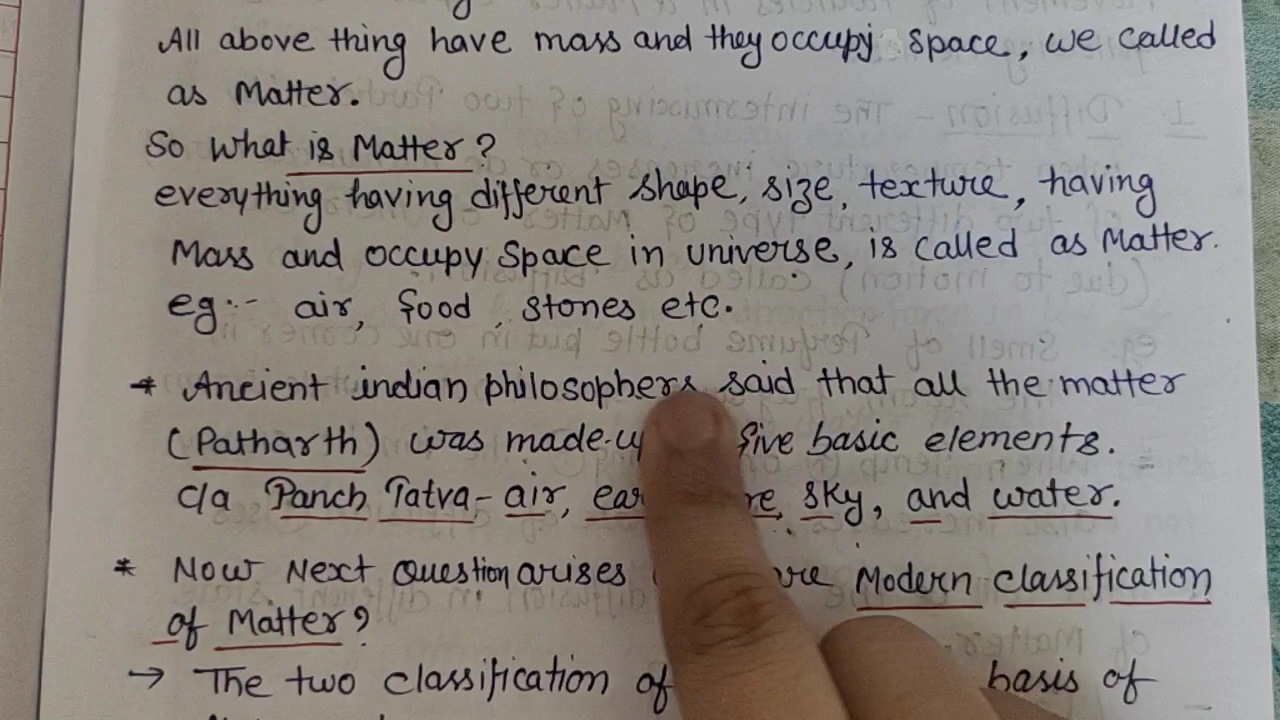 All above thing have mass and they occupy space, we called
as Matter.
So what is Matter?
everything having different shape, size, texture, having
Mass and occupy Space in universe, is called as Matter.
eg:- air, food, stones etc.
* Ancient indian philosophers said that all the matter
(Patharth) was made-u five basic elements.
c/a Panch Tatva - air, ear re, sky, and water.
* Now Next Question arises are Modern classification
of Matter?
→ The two classification of basis of